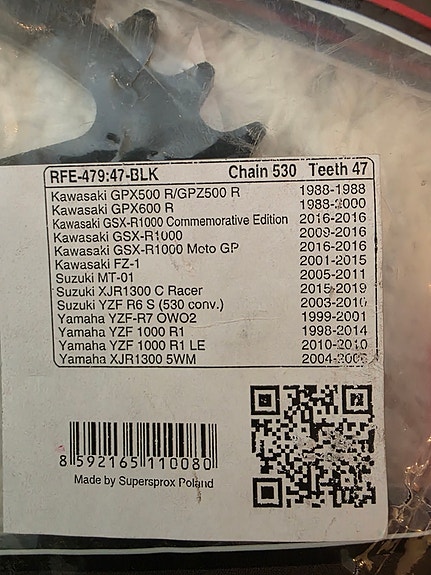 RFE-479:47-BLK Chain 530 Teeth 47
Kawasaki GPX500 R/GPZ500 R 1988-1988
Kawasaki GPX600 R 1988-2000
Kawasaki GSX-R1000 Commemorative Edition 2016-2016
Kawasaki GSX-R1000 2009-2016
Kawasaki GSX-R1000 Moto GP 2016-2016
Kawasaki FZ-1 2001-2015
Suzuki MT-01 2005-2011
Suzuki XJR1300 C Racer 2015-2019
Suzuki YZF R6 S (530 conv.) 2003-2010
Yamaha YZF-R7 OWO2 1999-2001
Yamaha YZF 1000 R1 1998-2014
Yamaha YZF 1000 R1 LE 2010-2010
Yamaha XJR1300 5WM
8 592165 110080
Made by Supersprox Poland